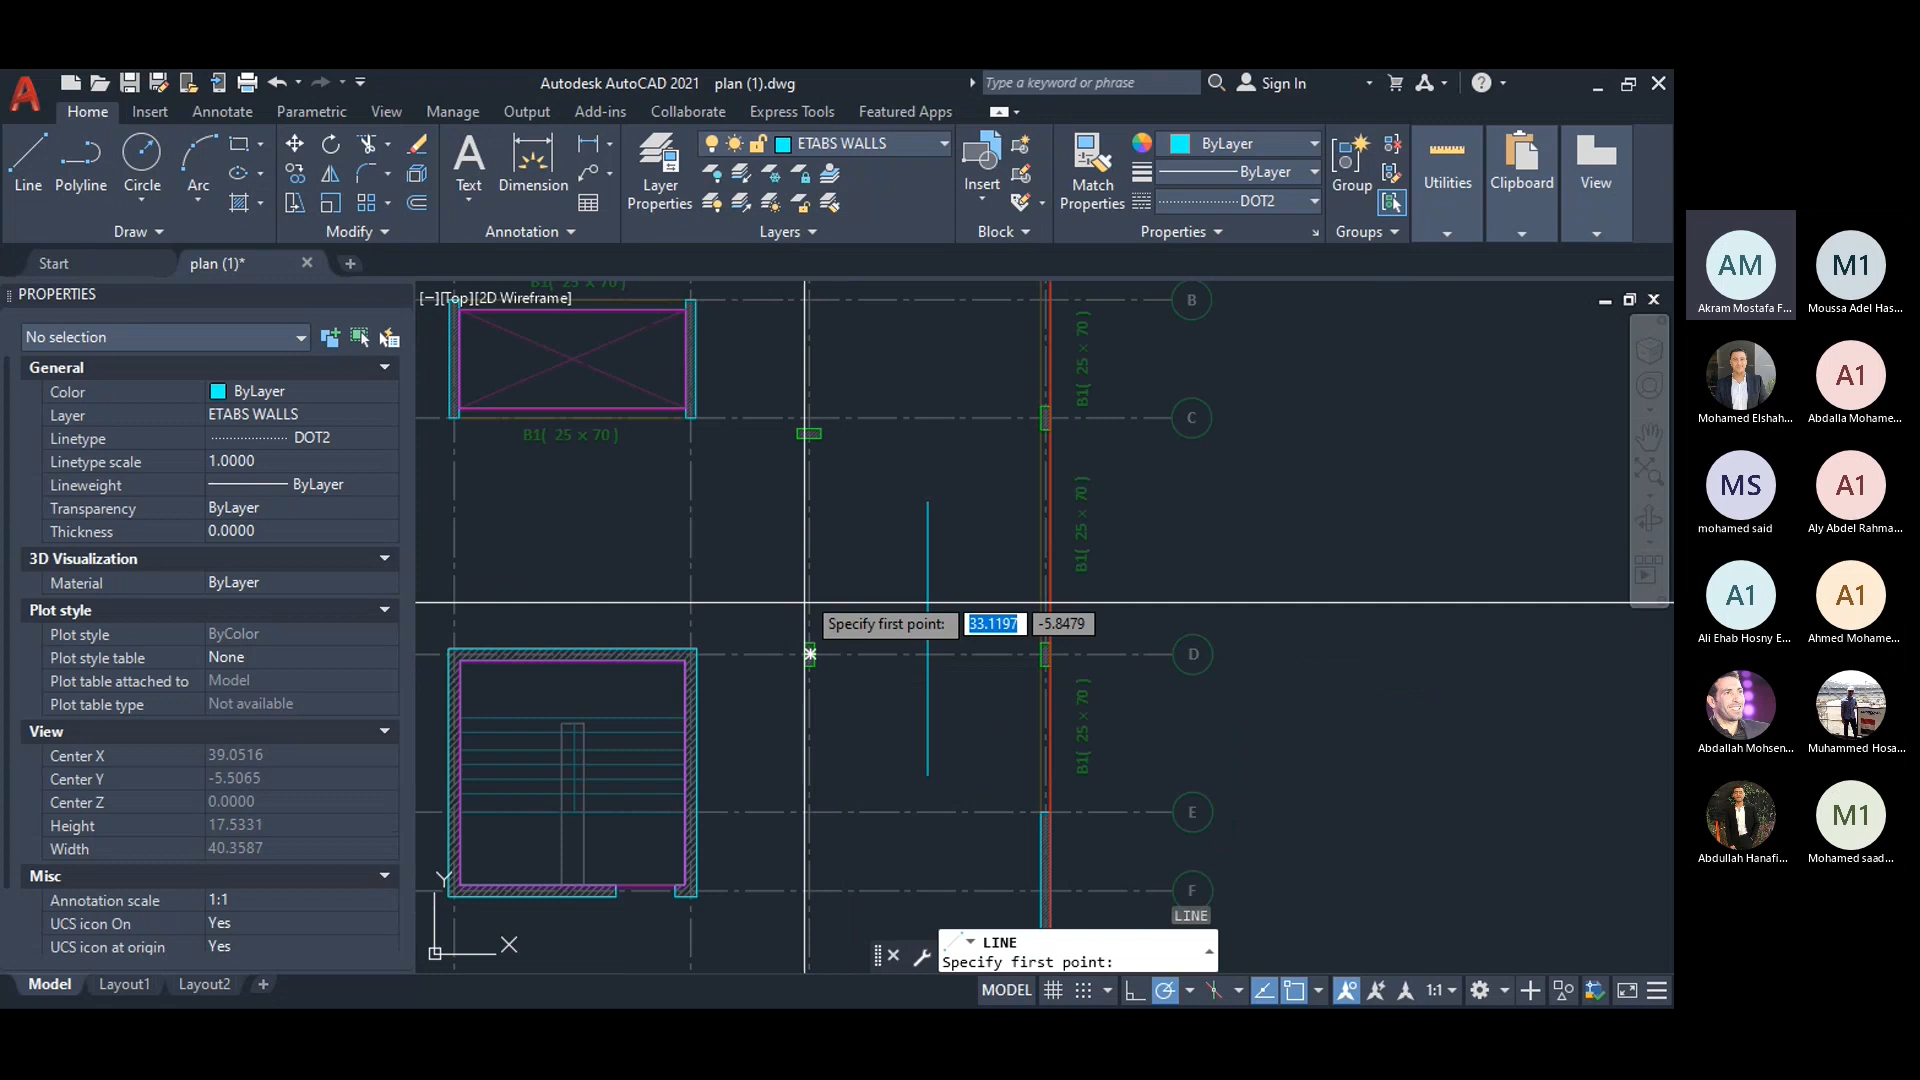 Autodesk AutoCAD 2021 plan (1).dwg
Type a keyword or phrase
Sign In
Home Insert Annotate Parametric View Manage Output Add-ins Collaborate Express Tools Featured Apps
Line Polyline Circle Arc
Draw
Modify
Text Dimension
Annotation
Layer Properties
ETABS WALLS
Layers
Insert
Block
Match Properties
ByLayer
ByLayer
DOT2
Properties
Group
Groups
Utilities
Clipboard
View
Start
plan (1)*
PROPERTIES
No selection
General
Color ByLayer
Layer ETABS WALLS
Linetype DOT2
Linetype scale 1.0000
Lineweight ByLayer
Transparency ByLayer
Thickness 0.0000
3D Visualization
Material ByLayer
Plot style
Plot style ByColor
Plot style table None
Plot table attached to Model
Plot table type Not available
View
Center X 39.0516
Center Y -5.5065
Center Z 0.0000
Height 17.5331
Width 40.3587
Misc
Annotation scale 1:1
UCS icon On Yes
UCS icon at origin Yes
[−][Top][2D Wireframe]
B1( 25 x 70 )
B1( 25 x 70 )
B1( 25 x 70 )
B1( 25 x 70 )
B1( 25 x 70 )
B
C
D
E
F
Specify first point: 33.1197 -5.8479
Y
X
LINE
LINE
Specify first point:
Model Layout1 Layout2
MODEL
1:1
AM
Akram Mostafa F...
M1
Moussa Adel Has...
Mohamed Elshah...
A1
Abdalla Mohame...
MS
mohamed said
A1
Aly Abdel Rahma...
A1
Ali Ehab Hosny E...
A1
Ahmed Mohame...
Abdallah Mohsen...
Muhammed Hosa...
Abdullah Hanafi...
M1
Mohamed saad...